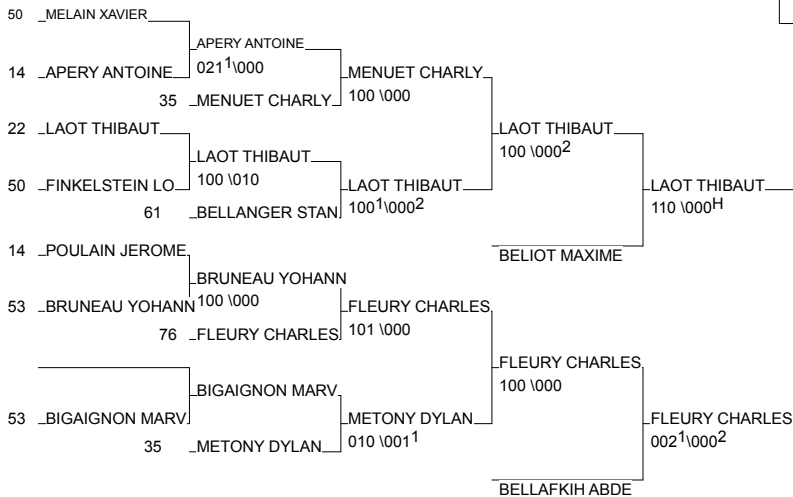 50 MELAIN XAVIER
APERY ANTOINE
021¹\000
14 APERY ANTOINE
MENUET CHARLY
100 \000
35 MENUET CHARLY
22 LAOT THIBAUT
LAOT THIBAUT
100 \000²
LAOT THIBAUT
100 \010
50 FINKELSTEIN LO
LAOT THIBAUT
100¹\000²
LAOT THIBAUT
110 \000ᴴ
61 BELLANGER STAN
14 POULAIN JEROME
BELIOT MAXIME
BRUNEAU YOHANN
100 \000
53 BRUNEAU YOHANN
FLEURY CHARLES
101 \000
76 FLEURY CHARLES
FLEURY CHARLES
100 \000
BIGAIGNON MARV
53 BIGAIGNON MARV
METONY DYLAN
010 \001¹
FLEURY CHARLES
002¹\000²
35 METONY DYLAN
BELLAFKIH ABDE